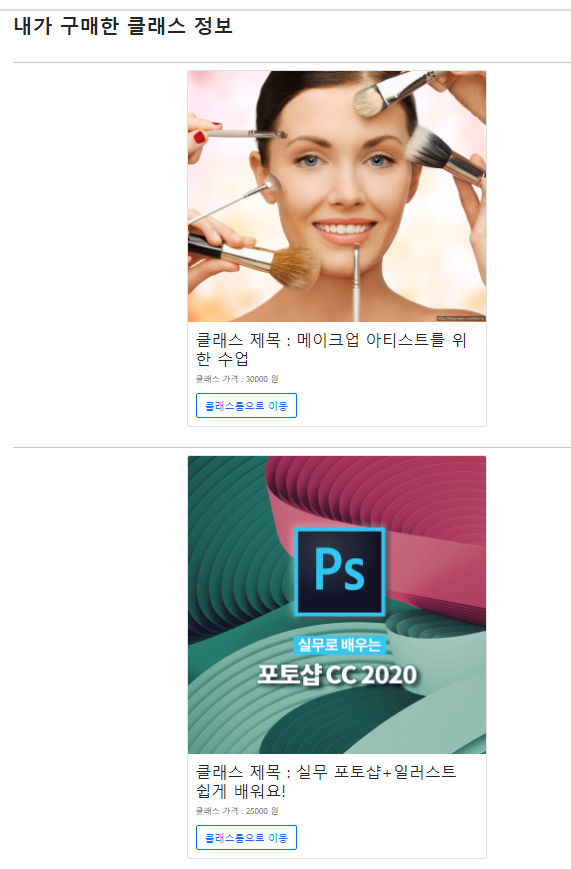 내가 구매한 클래스 정보
클래스 제목 : 메이크업 아티스트를 위
한 수업
클래스 가격 : 30000 원
클래스룸으로 이동
Ps
실무로 배우는
포토샵 CC 2020
클래스 제목 : 실무 포토샵+일러스트
쉽게 배워요!
클래스 가격 : 25000 원
클래스룸으로 이동